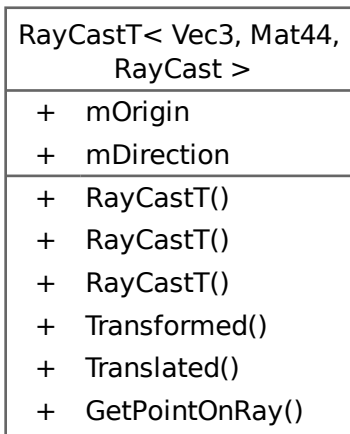 RayCastT< Vec3, Mat44,
RayCast >
+ mOrigin
+ mDirection
+ RayCastT()
+ RayCastT()
+ RayCastT()
+ Transformed()
+ Translated()
+ GetPointOnRay()